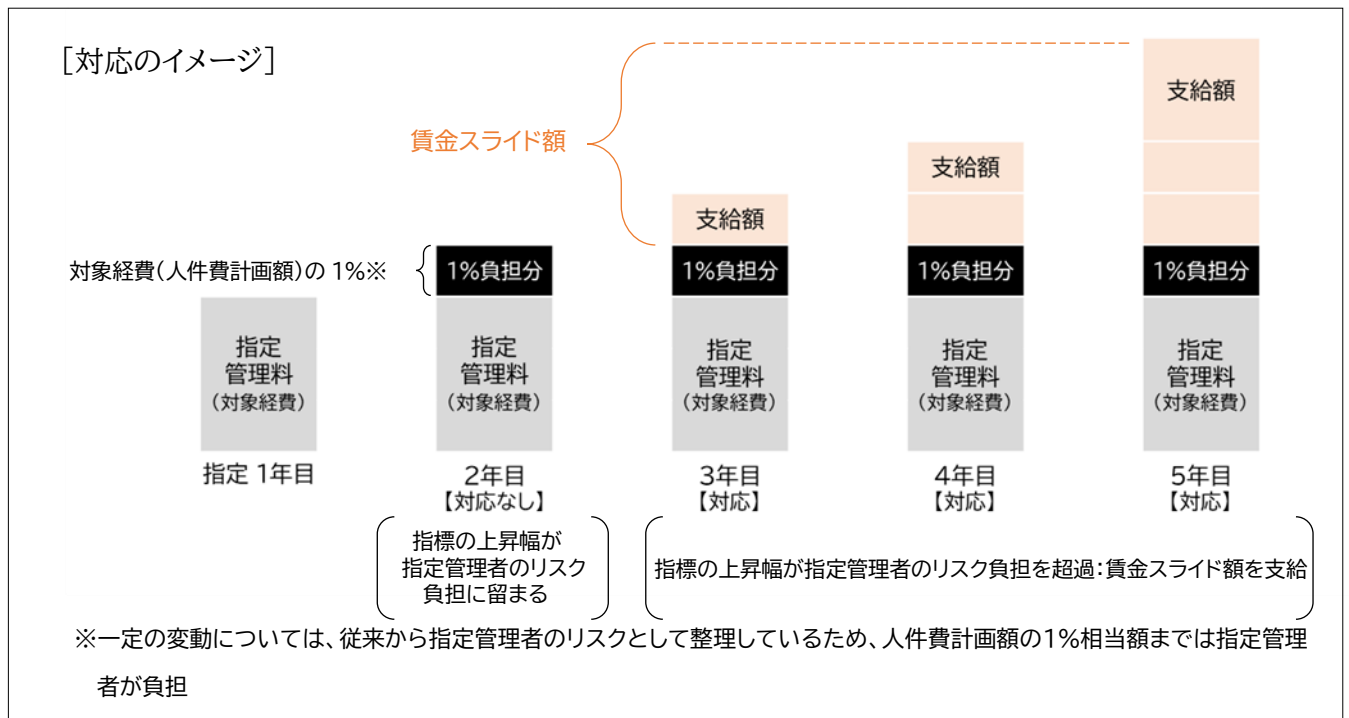 [対応のイメージ]
支給額
賃金スライド額
支給額
支給額
対象経費(人件費計画額)の 1%※
1%負担分
1%負担分
1%負担分
1%負担分
指定
管理料
(対象経費)
指定
管理料
(対象経費)
指定
管理料
(対象経費)
指定
管理料
(対象経費)
指定
管理料
(対象経費)
指定 1年目
2年目
【対応なし】
3年目
【対応】
4年目
【対応】
5年目
【対応】
指標の上昇幅が
指定管理者のリスク
負担に留まる
指標の上昇幅が指定管理者のリスク負担を超過:賃金スライド額を支給
※一定の変動については、従来から指定管理者のリスクとして整理しているため、人件費計画額の1%相当額までは指定管理
者が負担